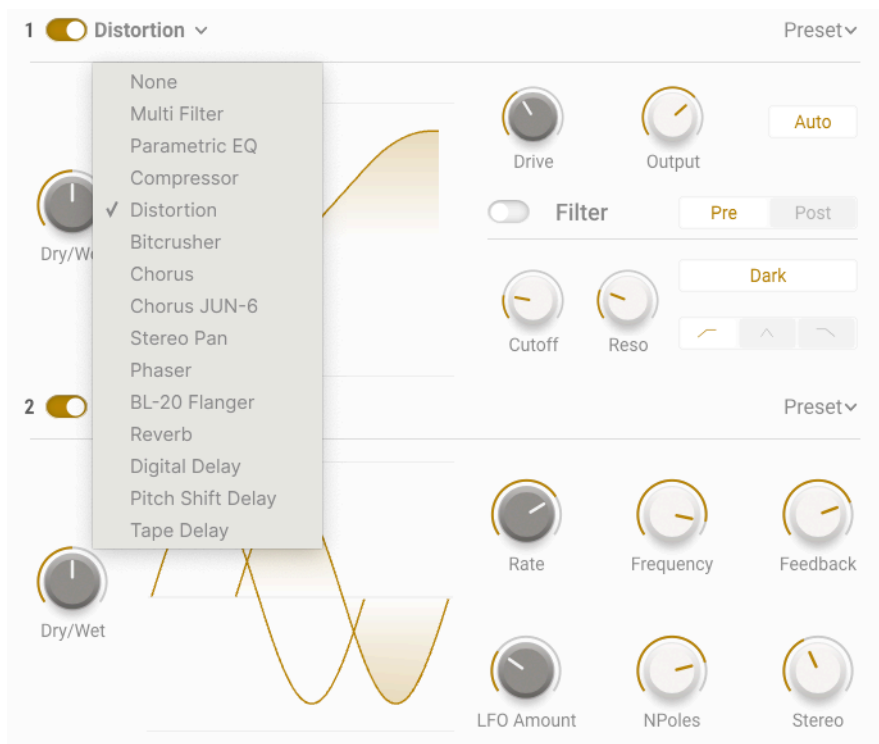 1 Distortion Preset
None
Multi Filter
Parametric EQ
Compressor
✓ Distortion
Bitcrusher
Chorus
Chorus JUN-6
Stereo Pan
Phaser
BL-20 Flanger
Reverb
Digital Delay
Pitch Shift Delay
Tape Delay
Dry/We
Drive Output Auto
Filter Pre Post
Cutoff Reso Dark
2 Preset
Dry/Wet
Rate Frequency Feedback
LFO Amount NPoles Stereo